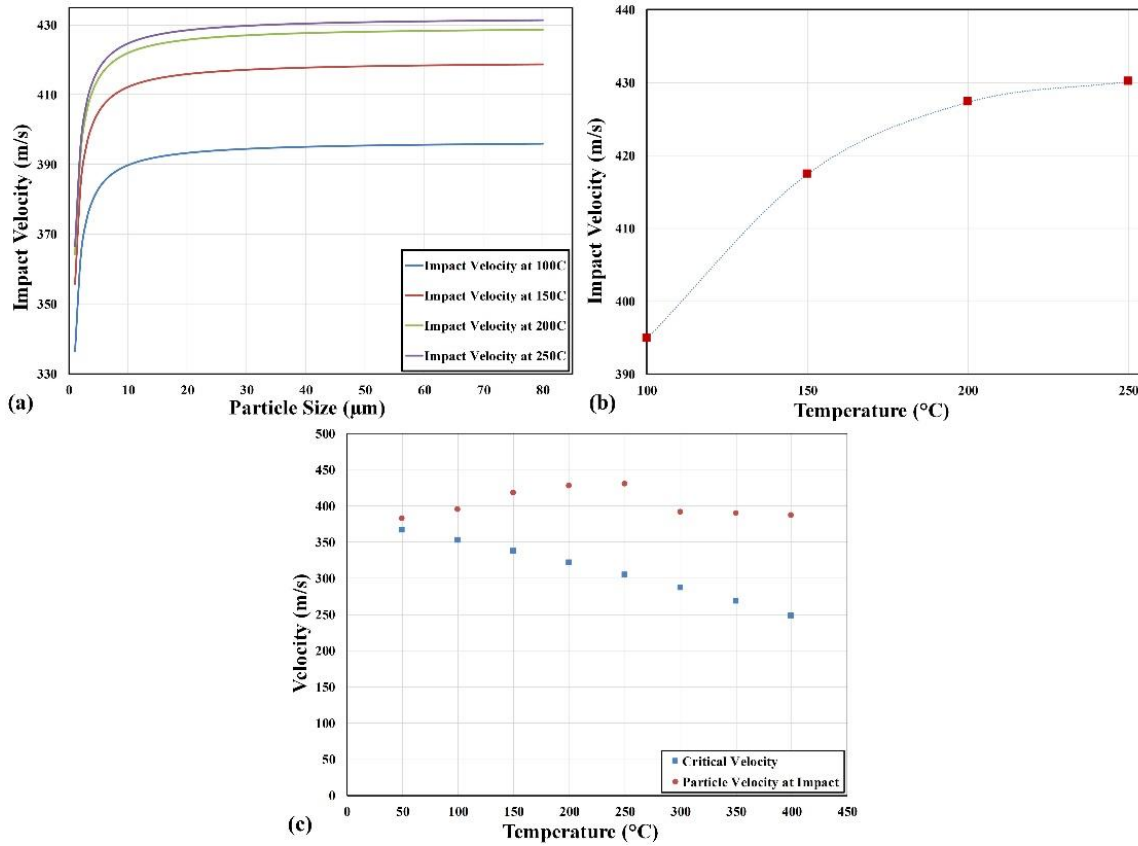 430
410
390
370
350
330
Impact Velocity (m/s)
Impact Velocity at 100C
Impact Velocity at 150C
Impact Velocity at 200C
Impact Velocity at 250C
0 10 20 30 40 50 60 70 80
Particle Size (µm)
(a)
440
430
420
410
400
390
Impact Velocity (m/s)
100 150 200 250
Temperature (°C)
(b)
500
450
400
350
300
250
200
150
100
50
0
Velocity (m/s)
Critical Velocity
Particle Velocity at Impact
0 50 100 150 200 250 300 350 400 450
Temperature (°C)
(c)